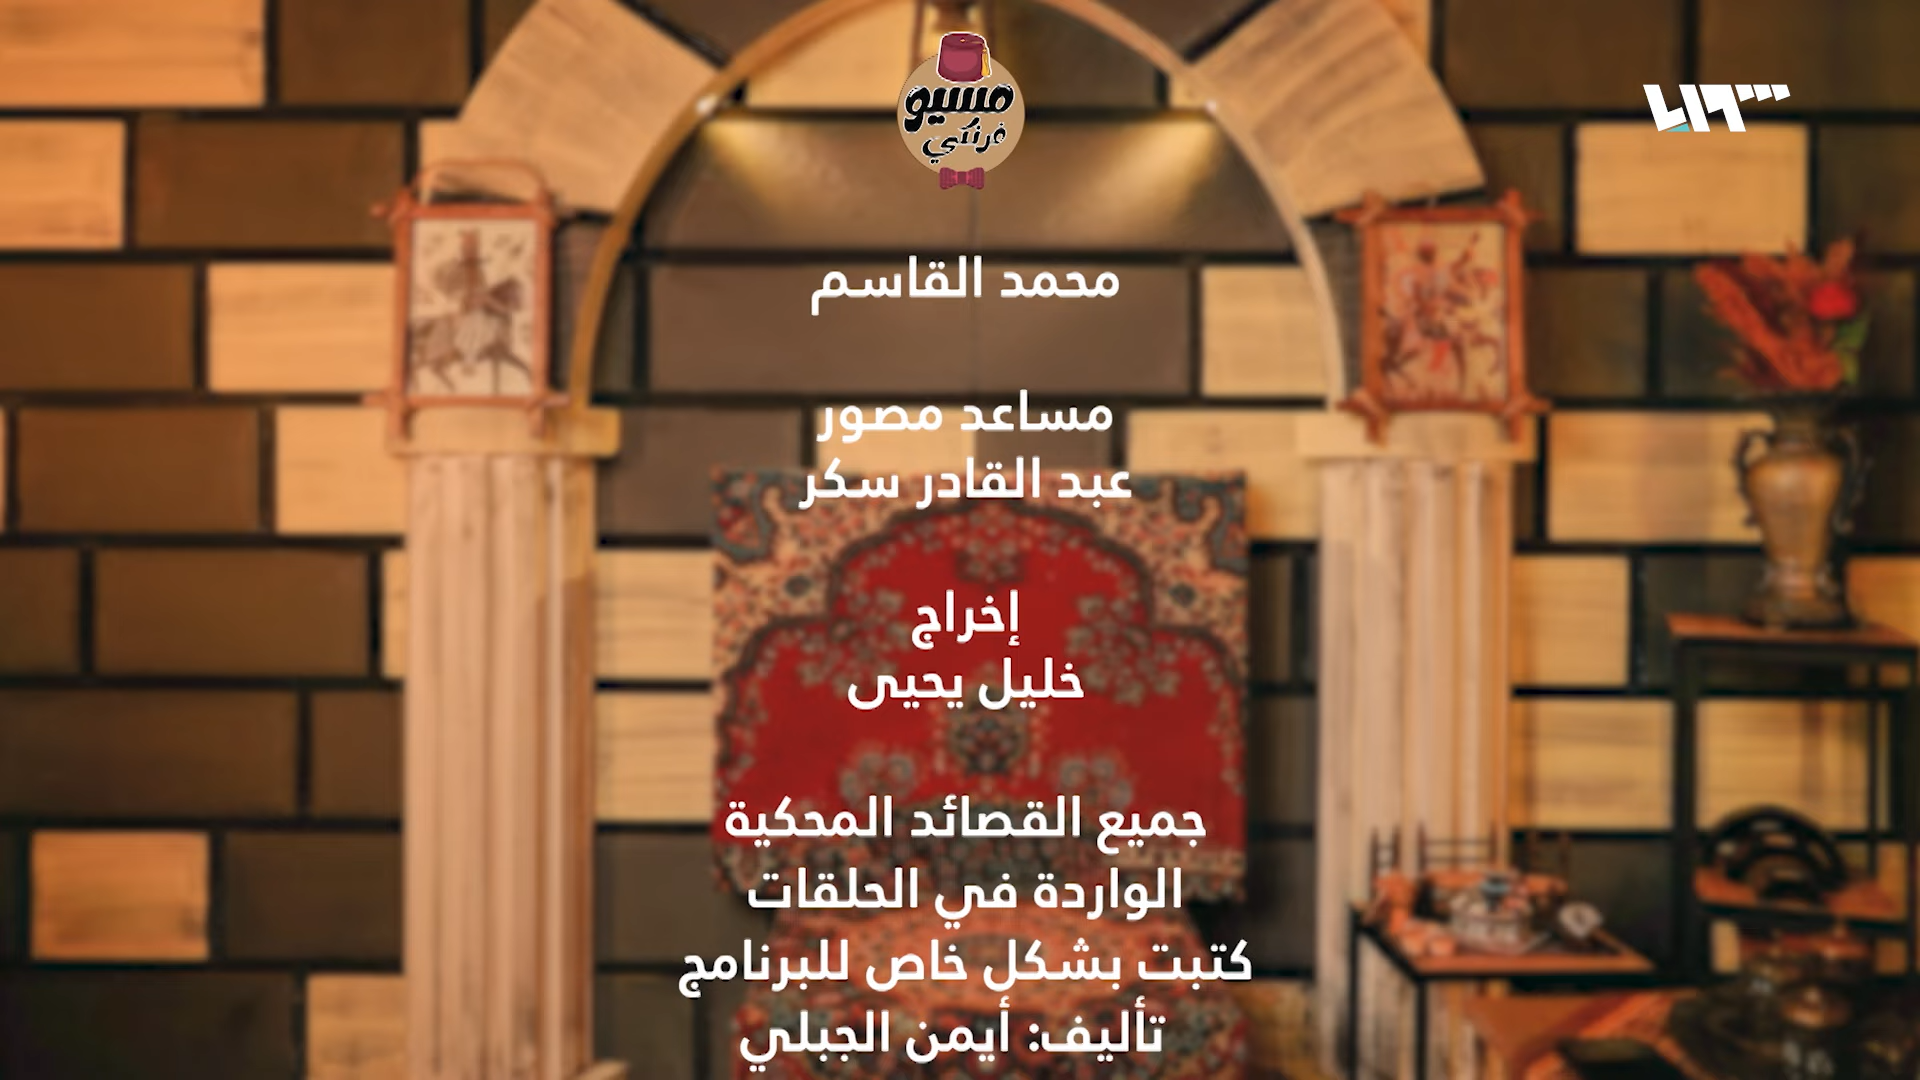 مسيو
فرنكي
محمد القاسم
مساعد مصور
عبد القادر سكر
إخراج
خليل يحيى
جميع القصائد المحكية
الواردة في الحلقات
كتبت بشكل خاص للبرنامج
تأليف: أيمن الجبلي